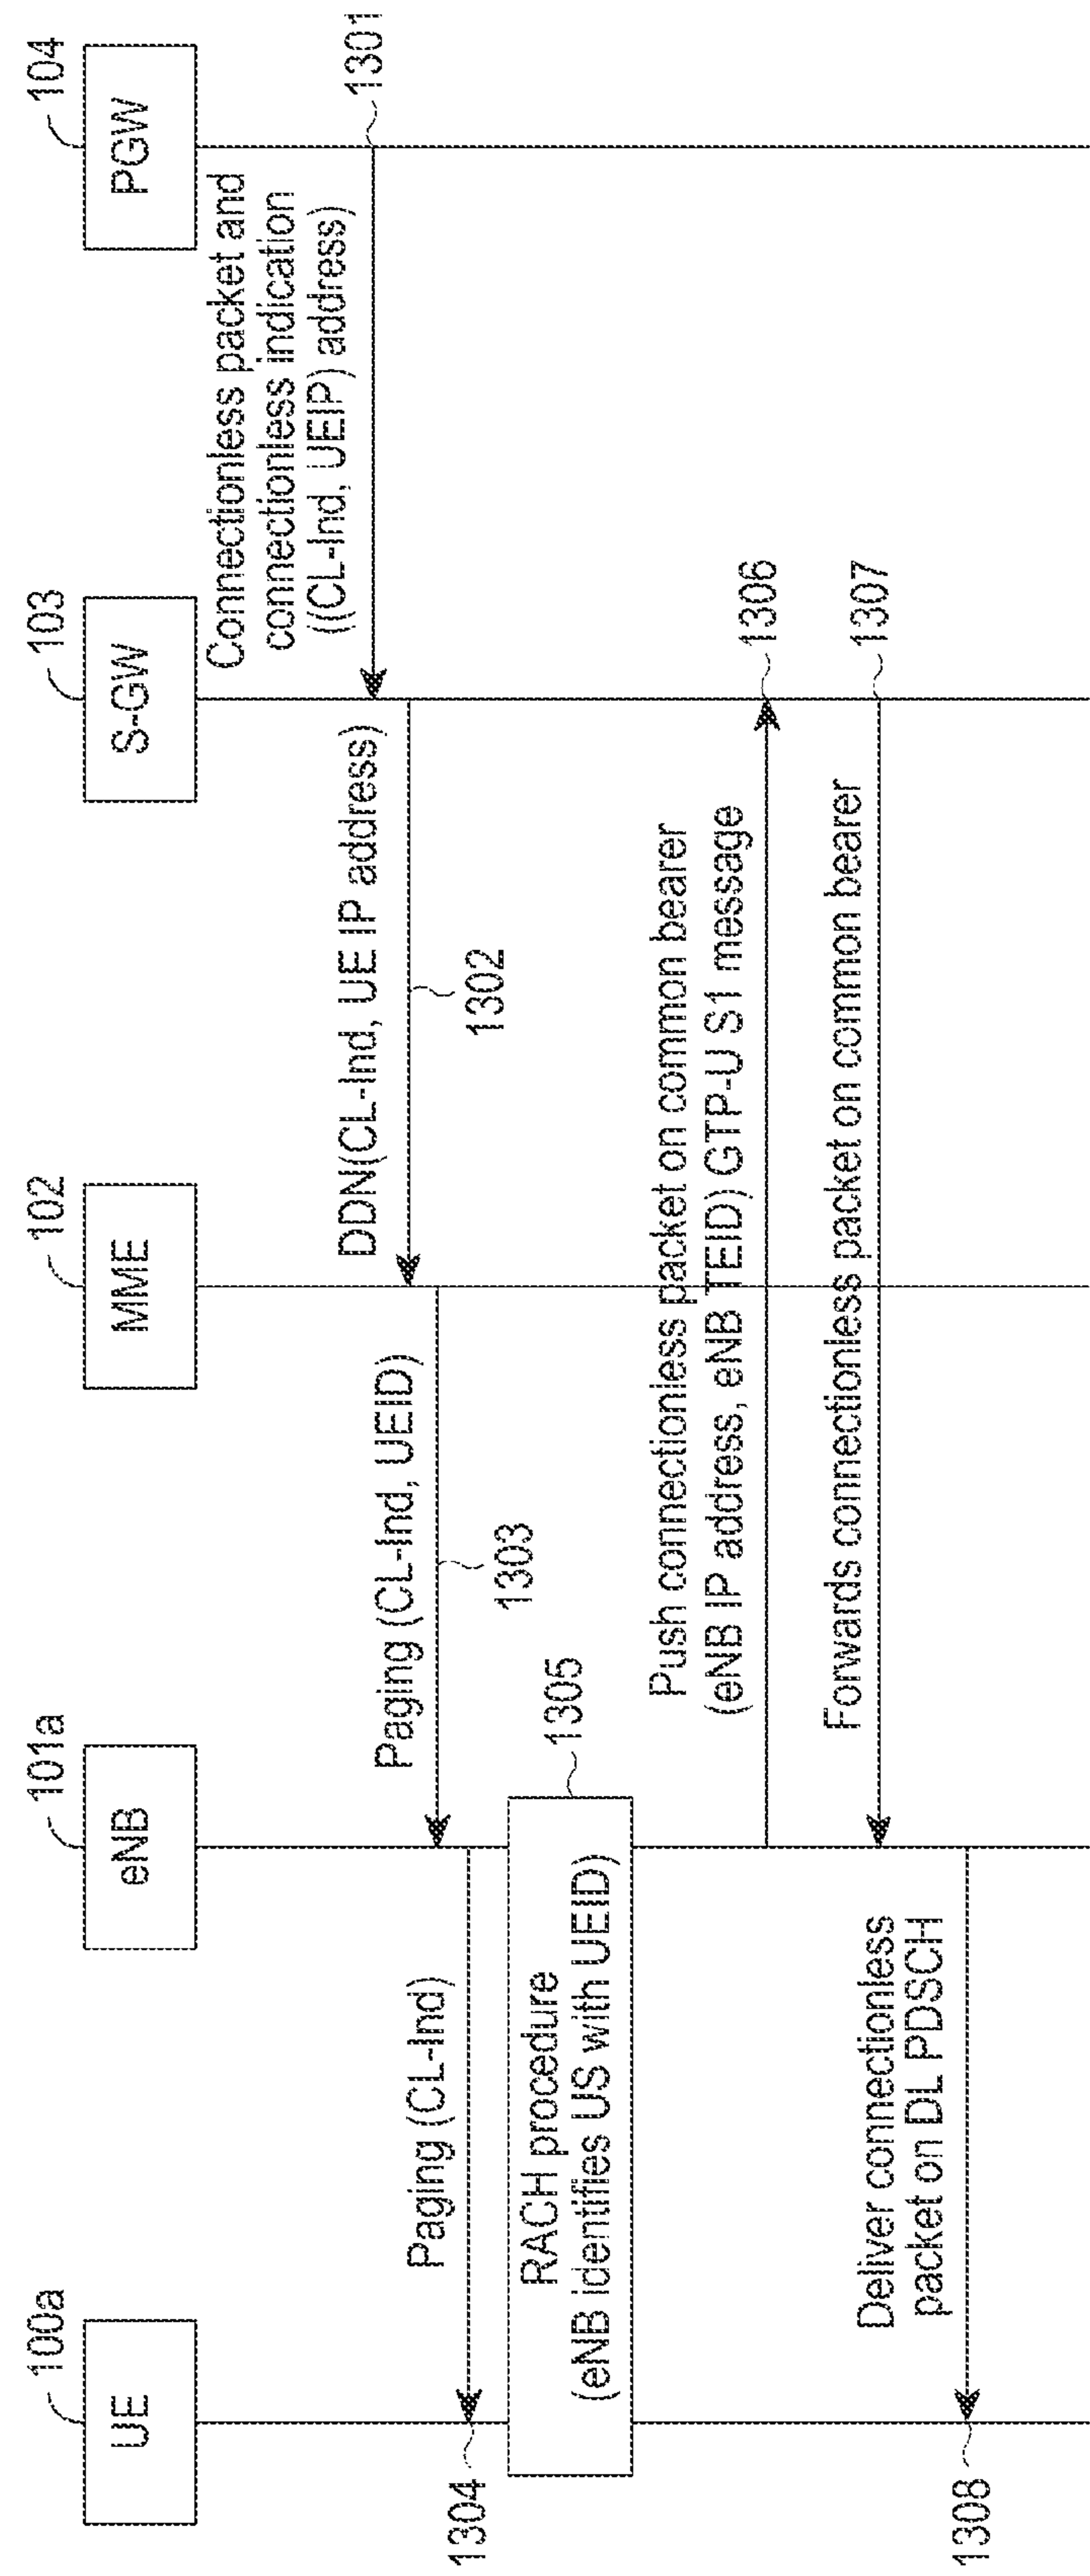 100a
UE
101a
eNB
102
MME
103
S-GW
104
PGW
Connectionless packet and
connectionless indication
((CL-Ind, UEIP) address)
1301
DDN(CL-Ind, UE IP address)
1302
Paging (CL-Ind, UEID)
1303
Paging (CL-Ind)
1304
RACH procedure
(eNB identifies US with UEID)
1305
Push connectionless packet on common bearer
(eNB IP address, eNB TEID) GTP-U S1 message
1306
Forwards connectionless packet on common bearer
1307
Deliver connectionless
packet on DL PDSCH
1308